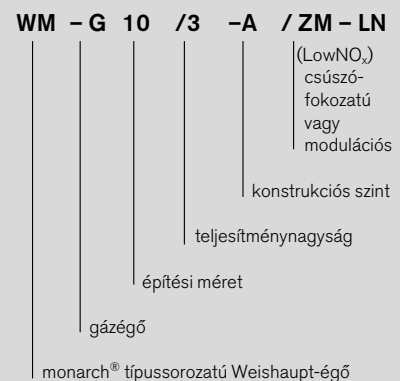 WM – G 10 /3 –A / ZM – LN
(LowNOₓ)
csúszó-
fokozatú
vagy
modulációs
konstrukciós szint
teljesítménynagyság
építési méret
gázégő
monarch® típussorozatú Weishaupt-égő